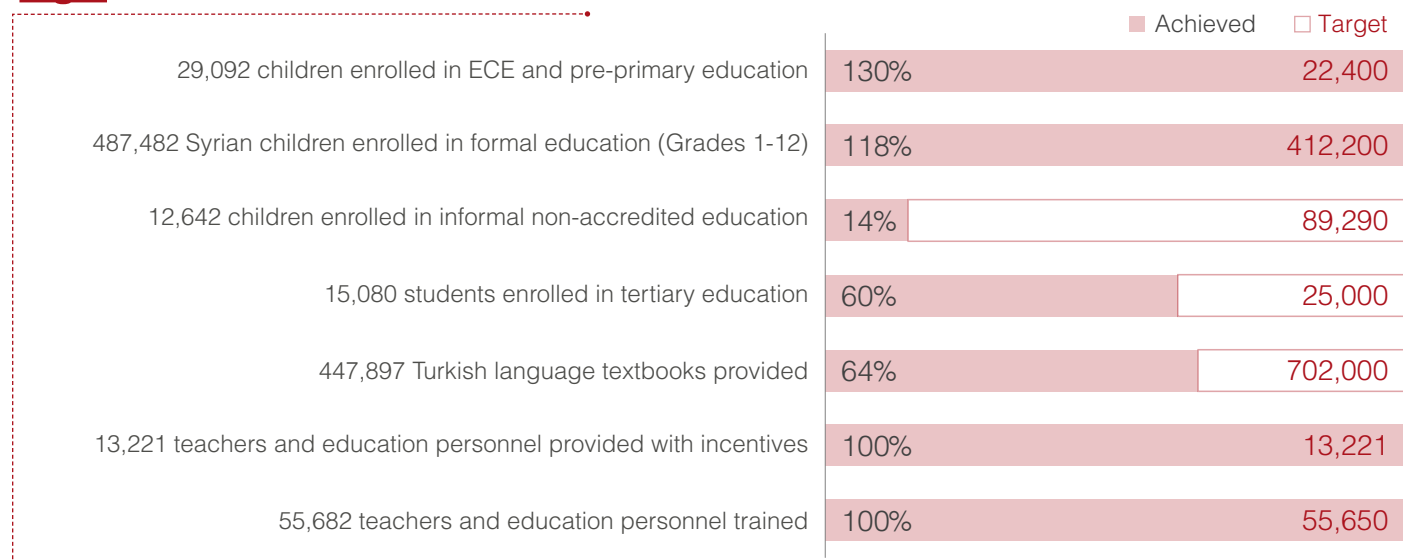 Achieved Target
29,092 children enrolled in ECE and pre-primary education 130% 22,400
487,482 Syrian children enrolled in formal education (Grades 1-12) 118% 412,200
12,642 children enrolled in informal non-accredited education 14% 89,290
15,080 students enrolled in tertiary education 60% 25,000
447,897 Turkish language textbooks provided 64% 702,000
13,221 teachers and education personnel provided with incentives 100% 13,221
55,682 teachers and education personnel trained 100% 55,650